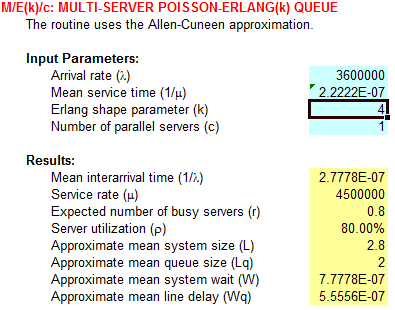 M/E(k)/c: MULTI-SERVER POISSON-ERLANG(k) QUEUE
The routine uses the Allen-Cuneen approximation.
Input Parameters:
Arrival rate (λ) 3600000
Mean service time (1/μ) 2.2222E-07
Erlang shape parameter (k) 4
Number of parallel servers (c) 1
Results:
Mean interarrival time (1/λ) 2.7778E-07
Service rate (μ) 4500000
Expected number of busy servers (r) 0.8
Server utilization (ρ) 80.00%
Approximate mean system size (L) 2.8
Approximate mean queue size (Lq) 2
Approximate mean system wait (W) 7.7778E-07
Approximate mean line delay (Wq) 5.5556E-07